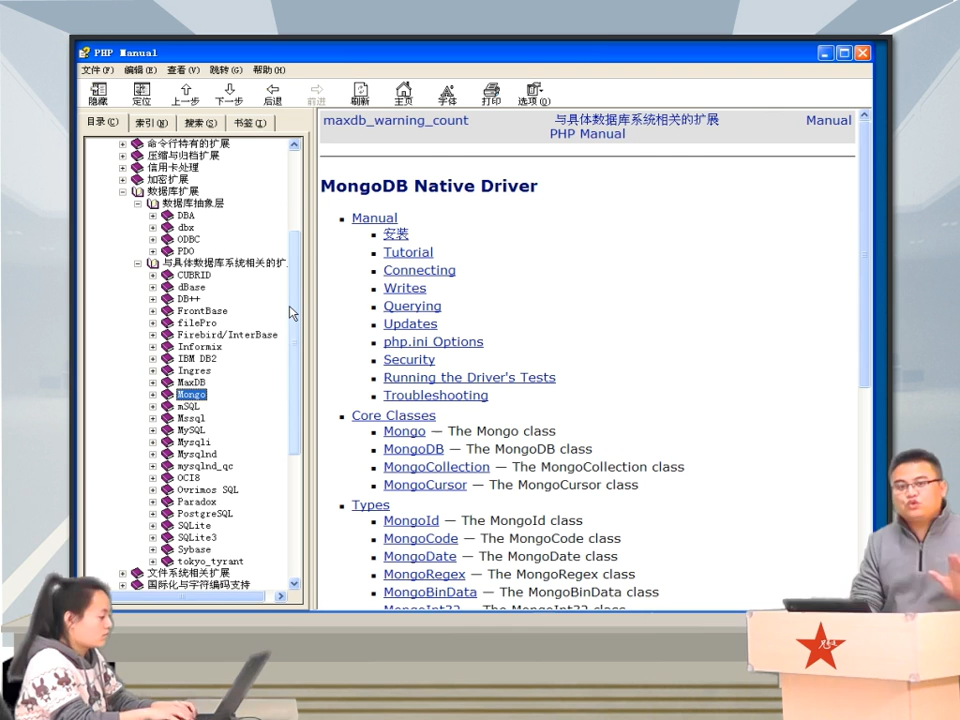 PHP Manual
文件(F) 编辑(E) 查看(V) 跳转(G) 帮助(H)
隐藏 定位 上一步 下一步 后退 前进 刷新 主页 字体 打印 选项(O)
目录(C) 索引(N) 搜索(S) 书签(I)
命令行特有的扩展
压缩与归档扩展
信用卡处理
加密扩展
数据库扩展
数据库抽象层
DBA
dbx
ODBC
PDO
与具体数据库系统相关的扩
CUBRID
dBase
DB++
FrontBase
filePro
Firebird/InterBase
Informix
IBM DB2
Ingres
MaxDB
Mongo
mSQL
Mssql
MySQL
Mysqli
Mysqlnd
mysqlnd_qc
OCI8
Ovrimos SQL
Paradox
PostgreSQL
SQLite
SQLite3
Sybase
tokyo_tyrant
文件系统相关扩展
国际化与字符编码支持
maxdb_warning_count 与具体数据库系统相关的扩展 Manual
PHP Manual
MongoDB Native Driver
Manual
安装
Tutorial
Connecting
Writes
Querying
Updates
php.ini Options
Security
Running the Driver's Tests
Troubleshooting
Core Classes
Mongo — The Mongo class
MongoDB — The MongoDB class
MongoCollection — The MongoCollection class
MongoCursor — The MongoCursor class
Types
MongoId — The MongoId class
MongoCode — The MongoCode class
MongoDate — The MongoDate class
MongoRegex — The MongoRegex class
MongoBinData — The MongoBinData class
MongoInt32 — The MongoInt32 class